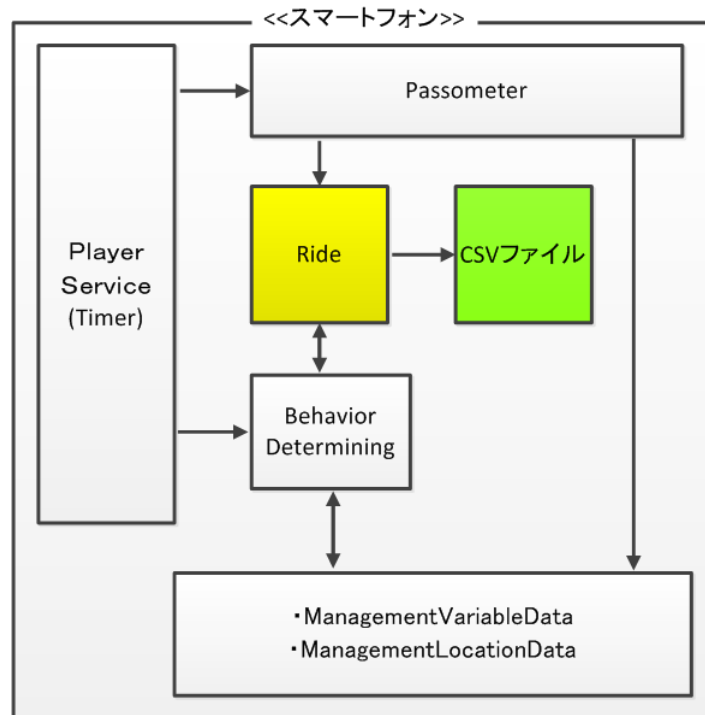 <<スマートフォン>>
Passometer
Player
Service
(Timer)
Ride
CSVファイル
Behavior
Determining
・ManagementVariableData
・ManagementLocationData